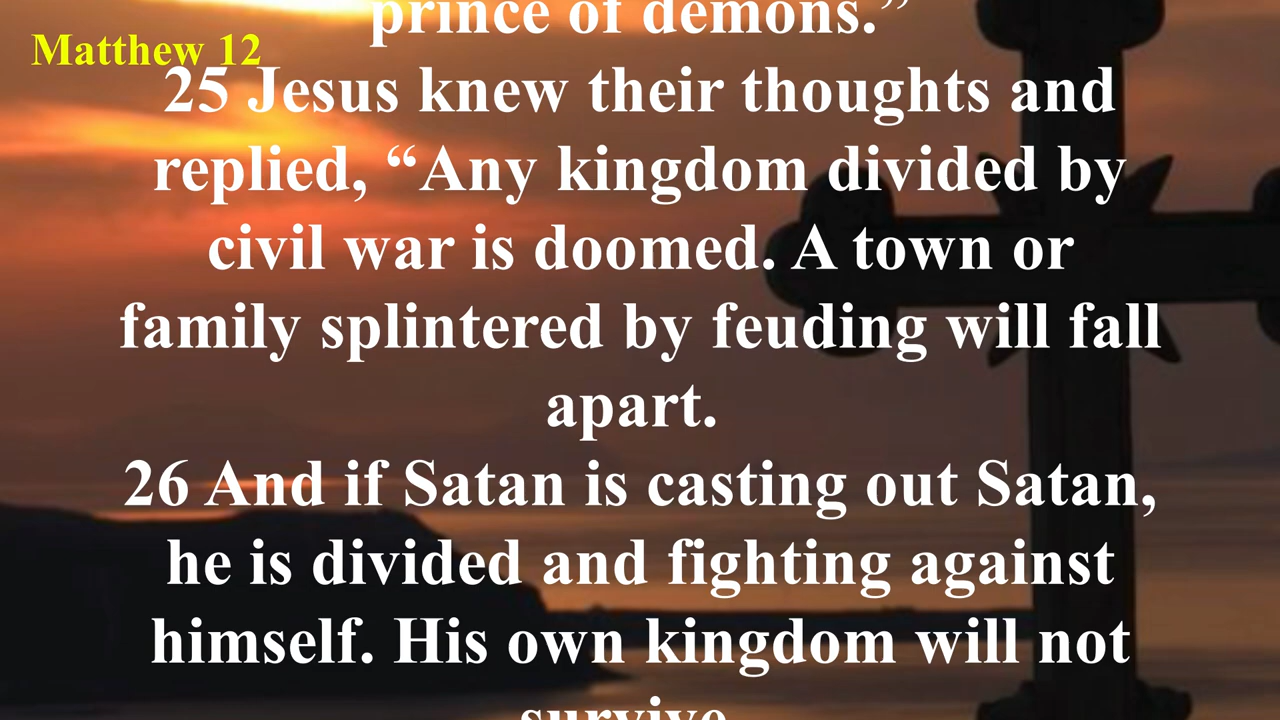 prince of demons.”
Matthew 12
25 Jesus knew their thoughts and
replied, “Any kingdom divided by
civil war is doomed. A town or
family splintered by feuding will fall
apart.
26 And if Satan is casting out Satan,
he is divided and fighting against
himself. His own kingdom will not
survive